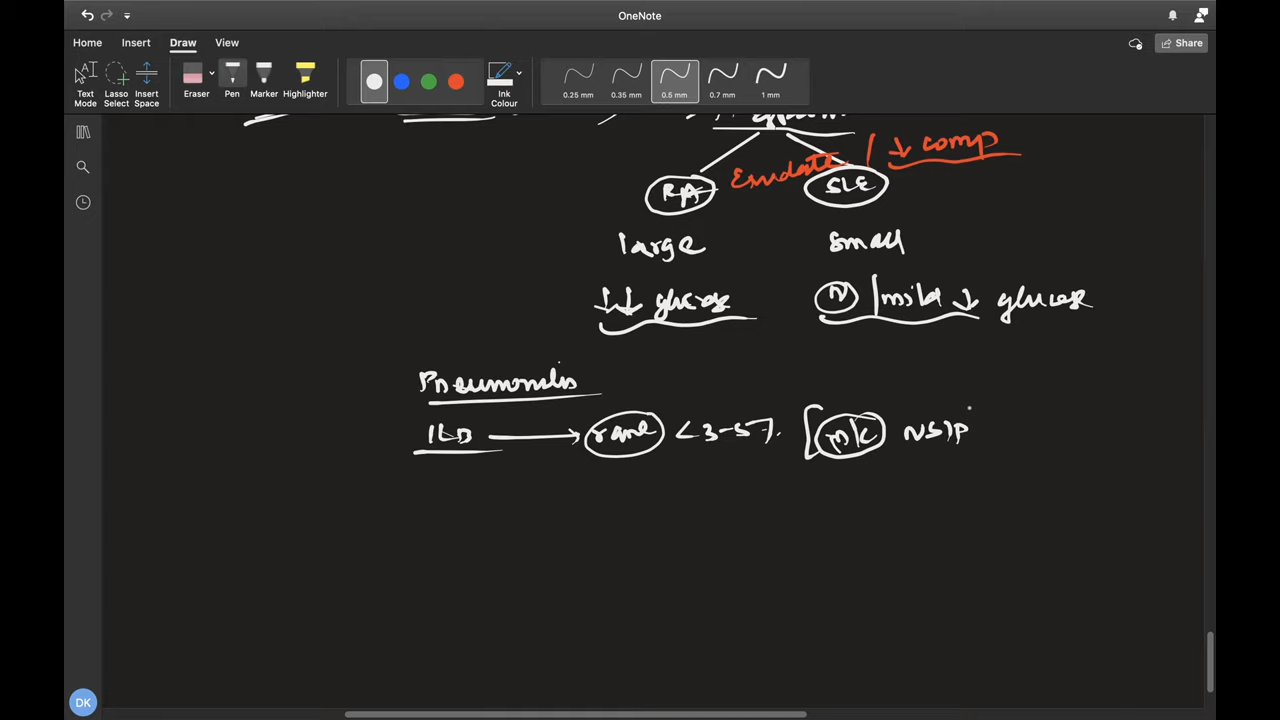 OneNote
Home Insert Draw View
Share
Text Mode
Lasso Select
Insert Space
Eraser
Pen
Marker
Highlighter
Ink Colour
0.25 mm
0.35 mm
0.5 mm
0.7 mm
1 mm
↓ comp
Exudate
RA SLE
large small
↓↓ glucose (N) / mild ↓ glucose
Pneumonitis
ILD → rare < 3-5%. [ m/c NSIP
DK